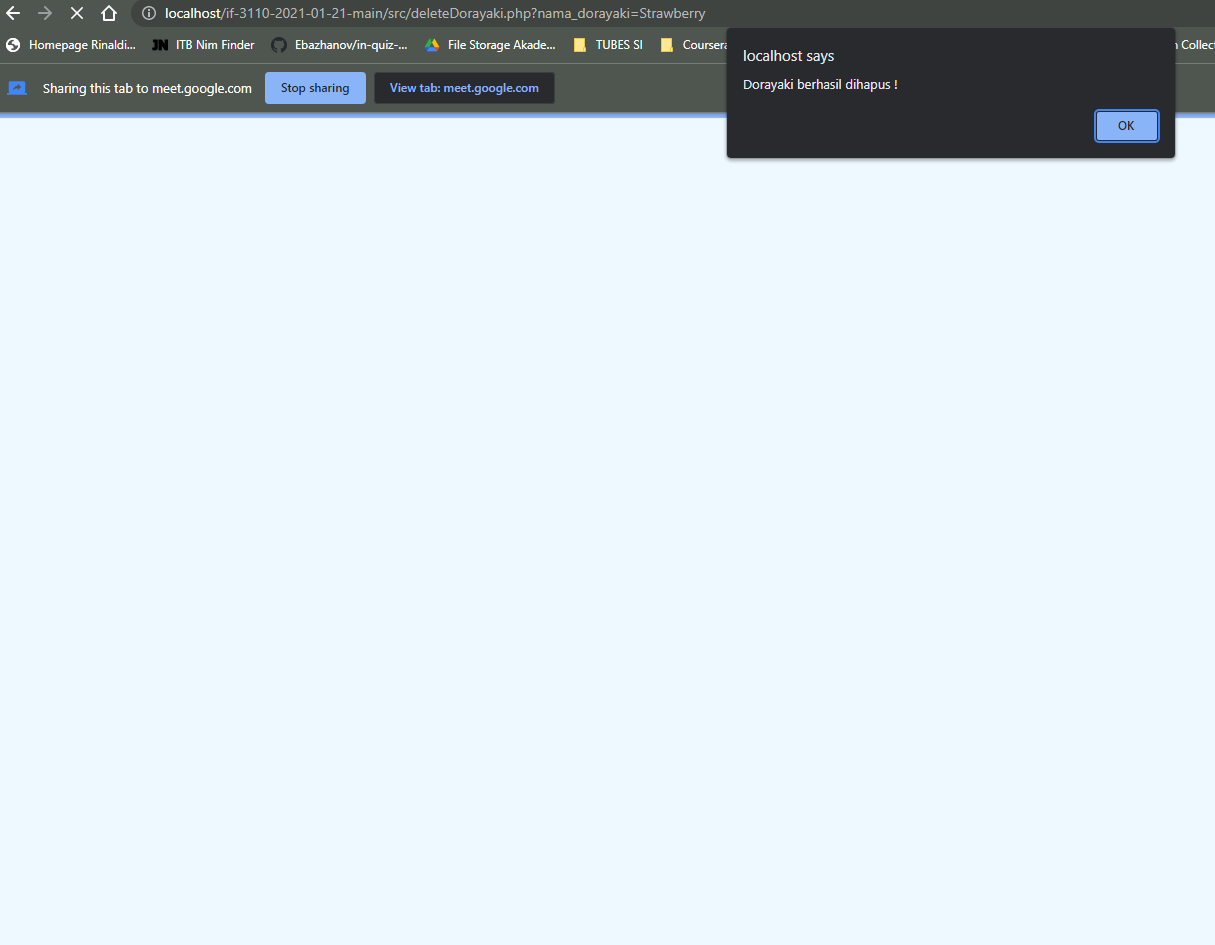 localhost/if-3110-2021-01-21-main/src/deleteDorayaki.php?nama_dorayaki=Strawberry
Homepage Rinaldi... JN ITB Nim Finder Ebazhanov/in-quiz-... File Storage Akade... TUBES SI Coursera Collect
localhost says
Dorayaki berhasil dihapus !
OK
Sharing this tab to meet.google.com Stop sharing View tab: meet.google.com